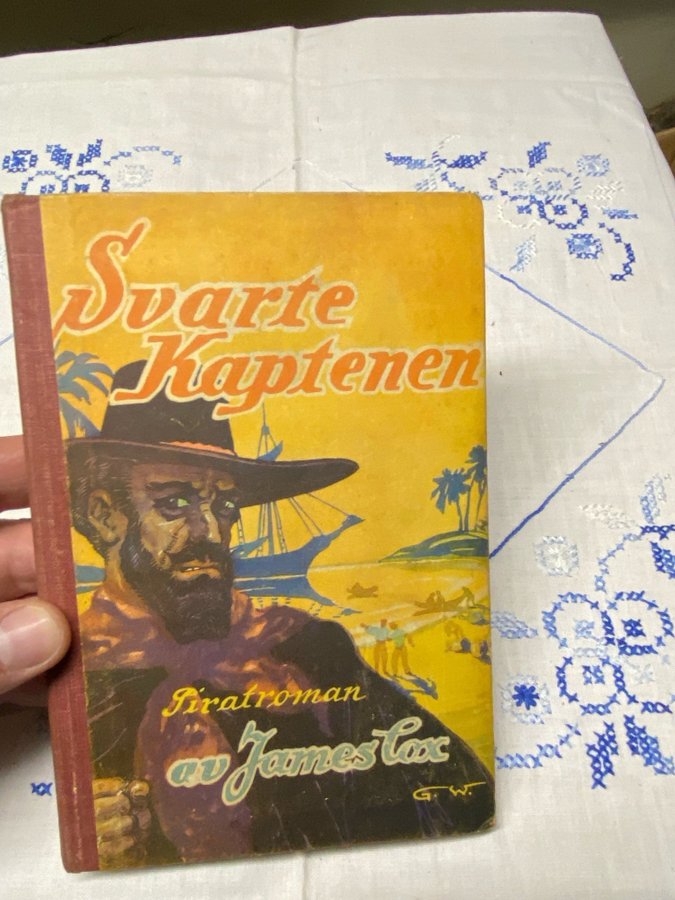 Svarte
Kaptenen
Piratroman
av James Cox
G. W.